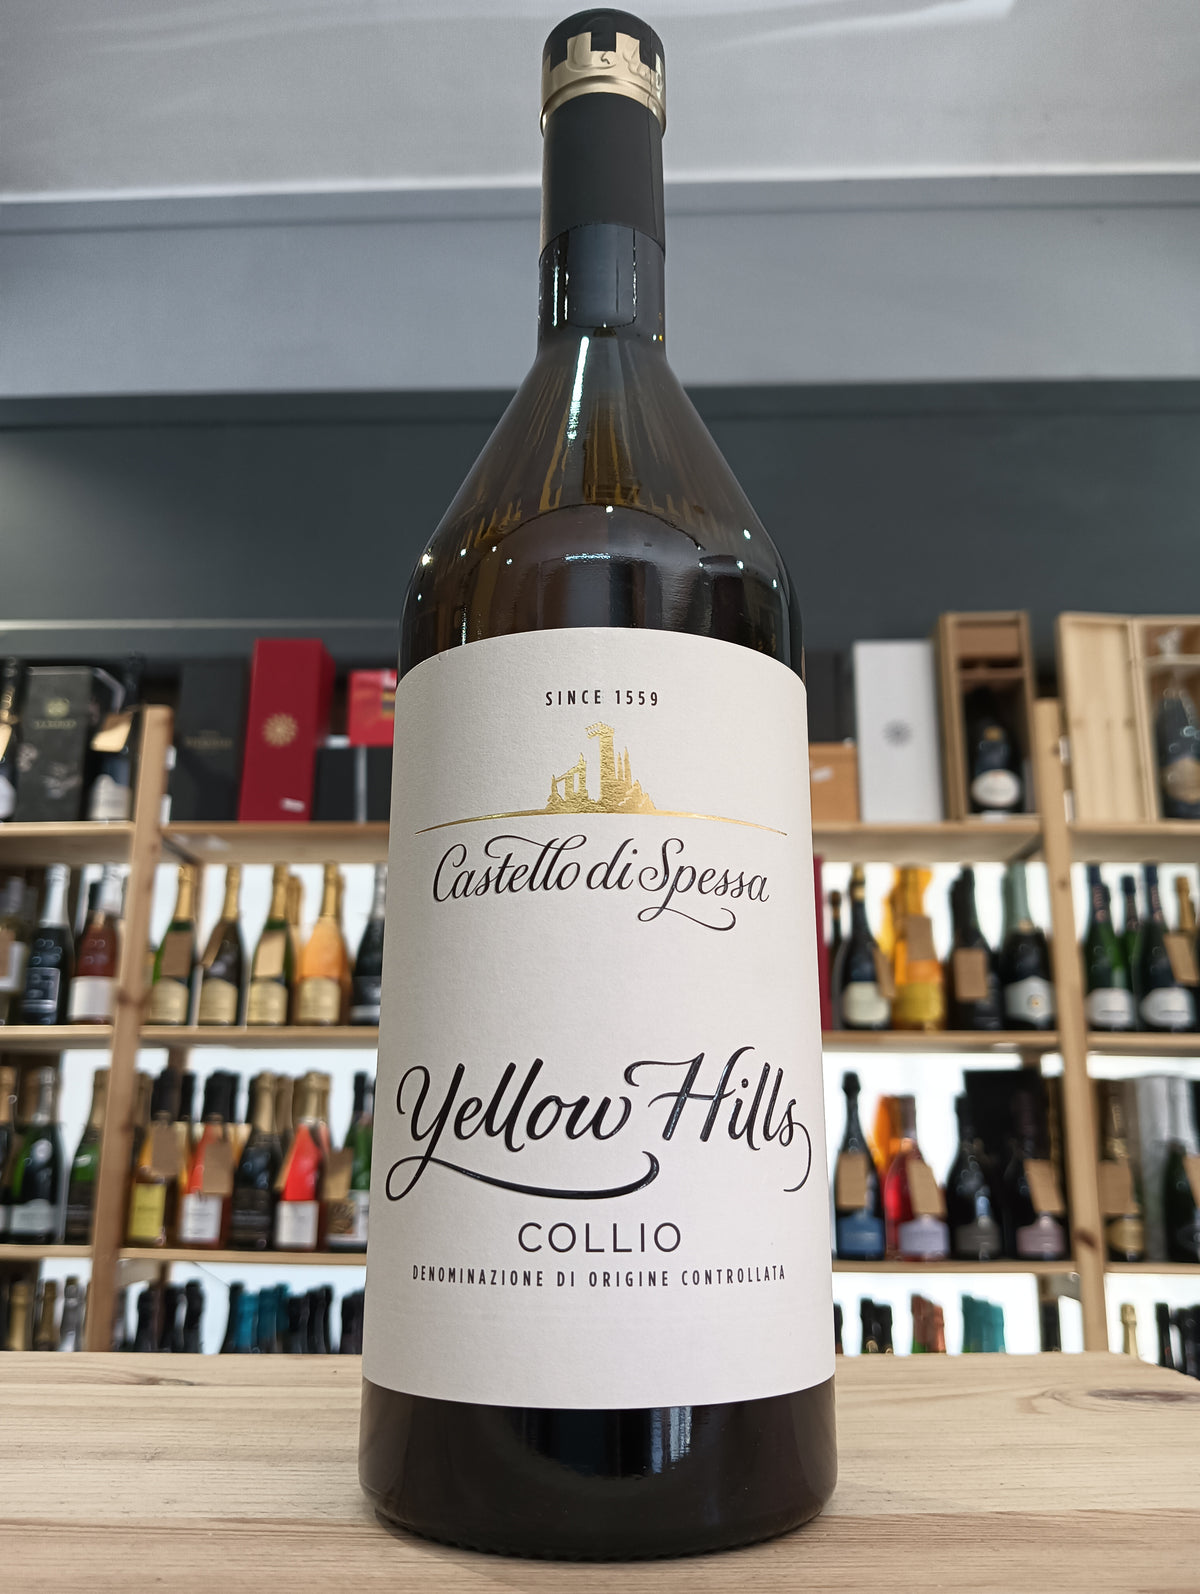 SINCE 1559
Castello di Spessa
Yellow Hills
COLLIO
DENOMINAZIONE DI ORIGINE CONTROLLATA